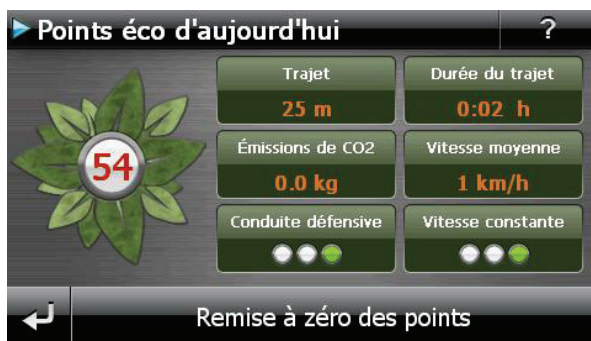 Points éco d'aujourd'hui
?
54
Trajet
25 m
Durée du trajet
0:02 h
Émissions de CO2
0.0 kg
Vitesse moyenne
1 km/h
Conduite défensive
Vitesse constante
Remise à zéro des points